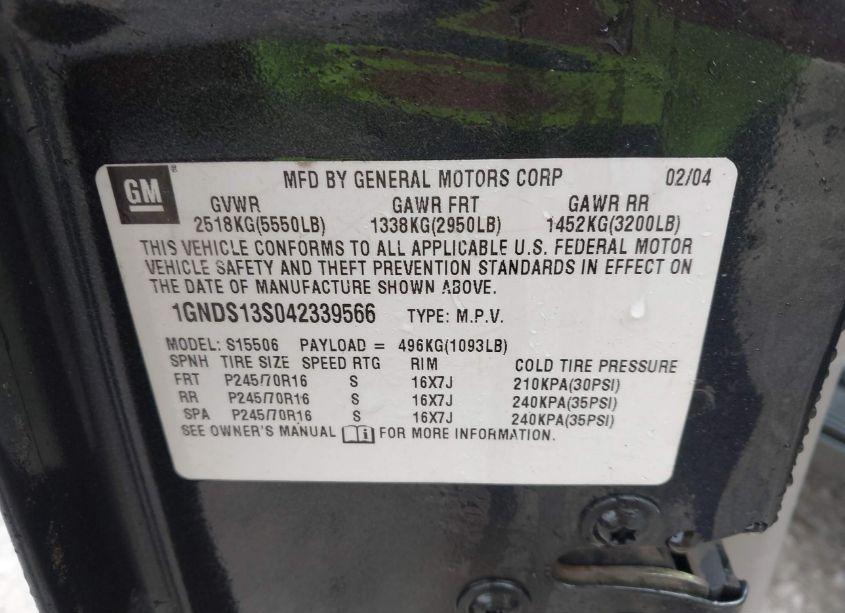 GM ® MFD BY GENERAL MOTORS CORP 02/04
GVWR GAWR FRT GAWR RR
2518KG(5550LB) 1338KG(2950LB) 1452KG(3200LB)
THIS VEHICLE CONFORMS TO ALL APPLICABLE U.S. FEDERAL MOTOR
VEHICLE SAFETY AND THEFT PREVENTION STANDARDS IN EFFECT ON
THE DATE OF MANUFACTURE SHOWN ABOVE.
1GNDS13S042339566 TYPE: M.P.V.
MODEL: S15506 PAYLOAD = 496KG(1093LB)
SPNH TIRE SIZE SPEED RTG RIM COLD TIRE PRESSURE
FRT P245/70R16 S 16X7J 210KPA(30PSI)
RR P245/70R16 S 16X7J 240KPA(35PSI)
SPA P245/70R16 S 16X7J 240KPA(35PSI)
SEE OWNER'S MANUAL i FOR MORE INFORMATION.